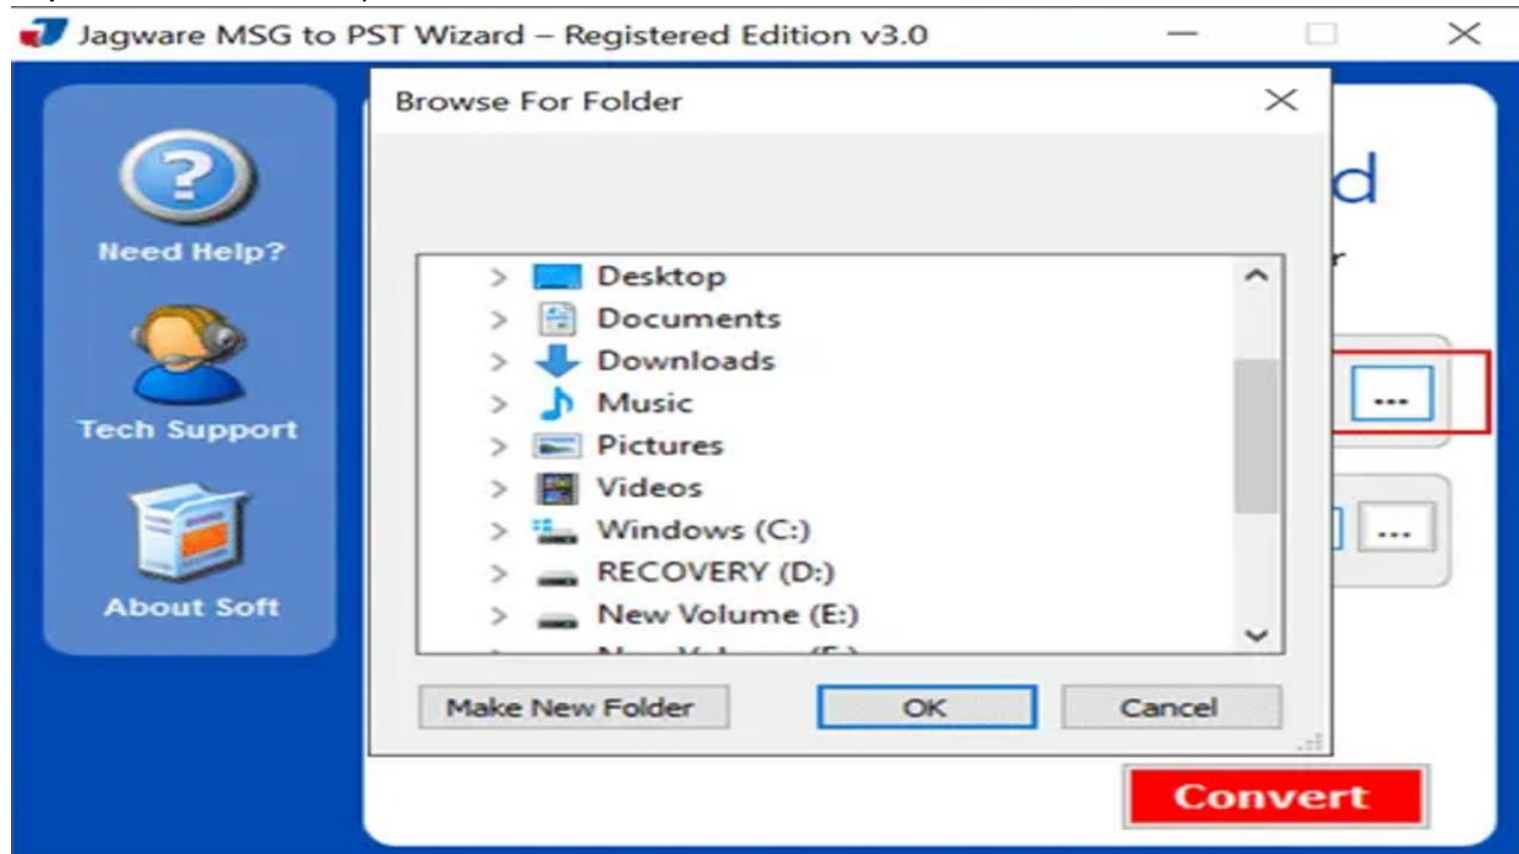 Jagware MSG to PST Wizard – Registered Edition v3.0
Browse For Folder
d
r
Need Help?
Tech Support
About Soft
Desktop
Documents
Downloads
Music
Pictures
Videos
Windows (C:)
RECOVERY (D:)
New Volume (E:)
...
...
Make New Folder
OK
Cancel
Convert